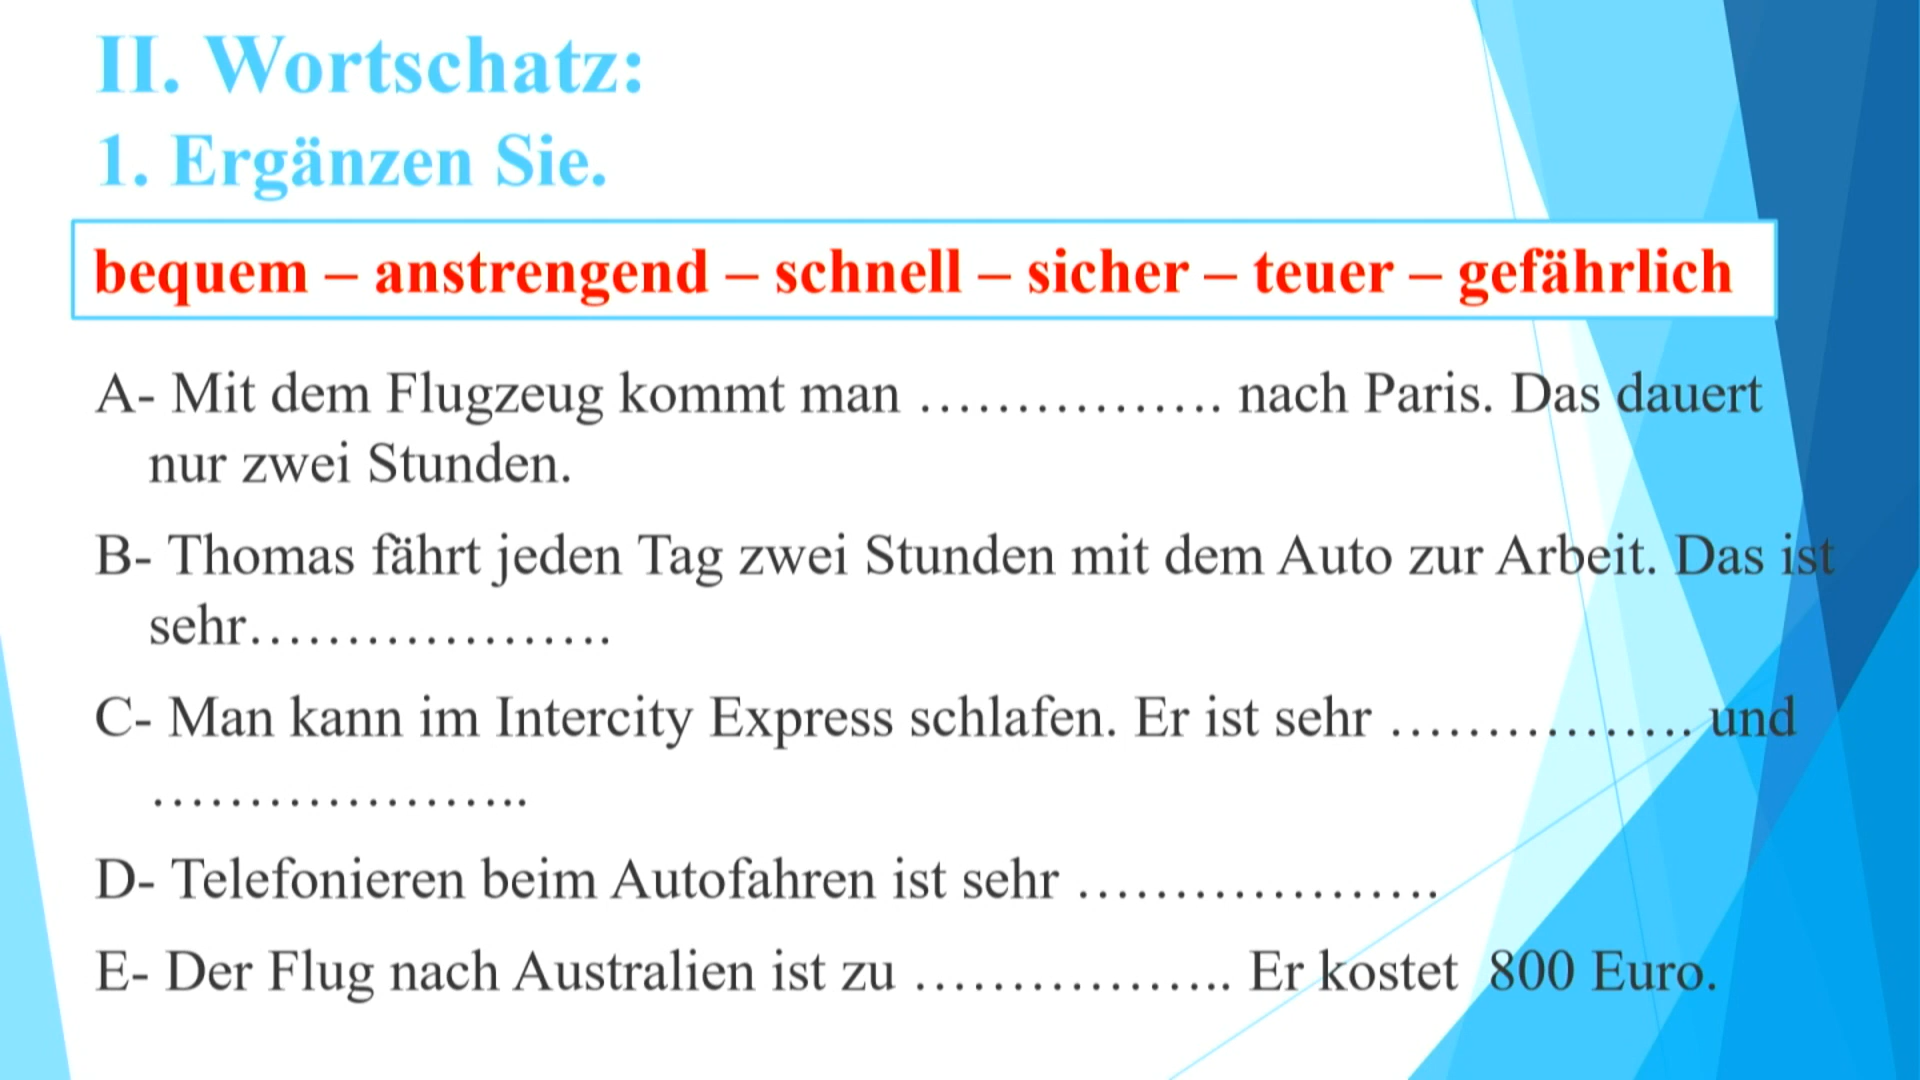 II. Wortschatz:
1. Ergänzen Sie.
bequem – anstrengend – schnell – sicher – teuer – gefährlich
A- Mit dem Flugzeug kommt man ……………. nach Paris. Das dauert
nur zwei Stunden.
B- Thomas fährt jeden Tag zwei Stunden mit dem Auto zur Arbeit. Das ist
sehr……………….
C- Man kann im Intercity Express schlafen. Er ist sehr ……………. und
………………..
D- Telefonieren beim Autofahren ist sehr ……………….
E- Der Flug nach Australien ist zu …………….. Er kostet  800 Euro.